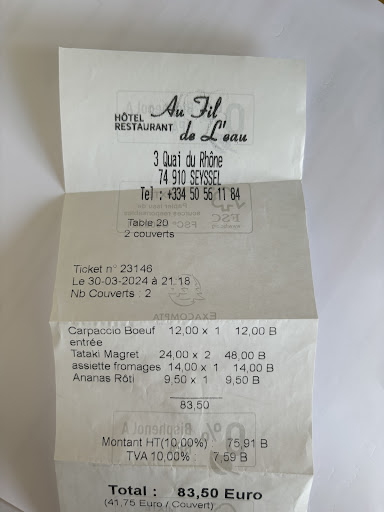 HÔTEL
RESTAURANT
Au Fil
de L'eau
3 Quai du Rhône
74 910 SEYSSEL
Tel : +334 50 56 11 84
Table 20
2 couverts
Ticket n° 23146
Le 30-03-2024 à 21:18
Nb Couverts : 2
Carpaccio Boeuf 12,00 x 1 12,00 B
entrée
Tataki Magret 24,00 x 2 48,00 B
assiette fromages 14,00 x 1 14,00 B
Ananas Rôti 9,50 x 1 9,50 B
83,50
Montant HT(10,00%) 75,91 B
TVA 10,00% 7,59 B
Total : 83,50 Euro
(41,75 Euro / Couvert)